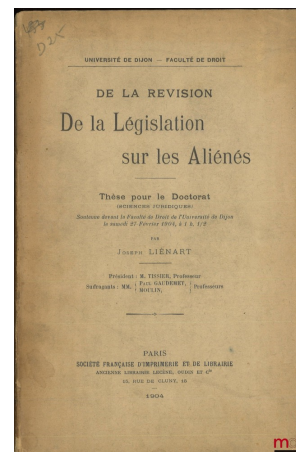 UNIVERSITÉ DE DIJON — FACULTÉ DE DROIT
DE LA REVISION
De la Législation
sur les Aliénés
Thèse pour le Doctorat
(SCIENCES JURIDIQUES)
Soutenue devant la Faculté de Droit de l'Université de Dijon
le samedi 27 Février 1904, à 1 h. 1/2
PAR
JOSEPH LIÉNART
Président : M. TISSIER, Professeur
Suffragants : MM. { PAUL GAUDEMET, MOULIN, } Professeurs
PARIS
SOCIÉTÉ FRANÇAISE D'IMPRIMERIE ET DE LIBRAIRIE
ANCIENNE LIBRAIRIE LECÈNE, OUDIN ET Cie
15, RUE DE CLUNY, 15
1904